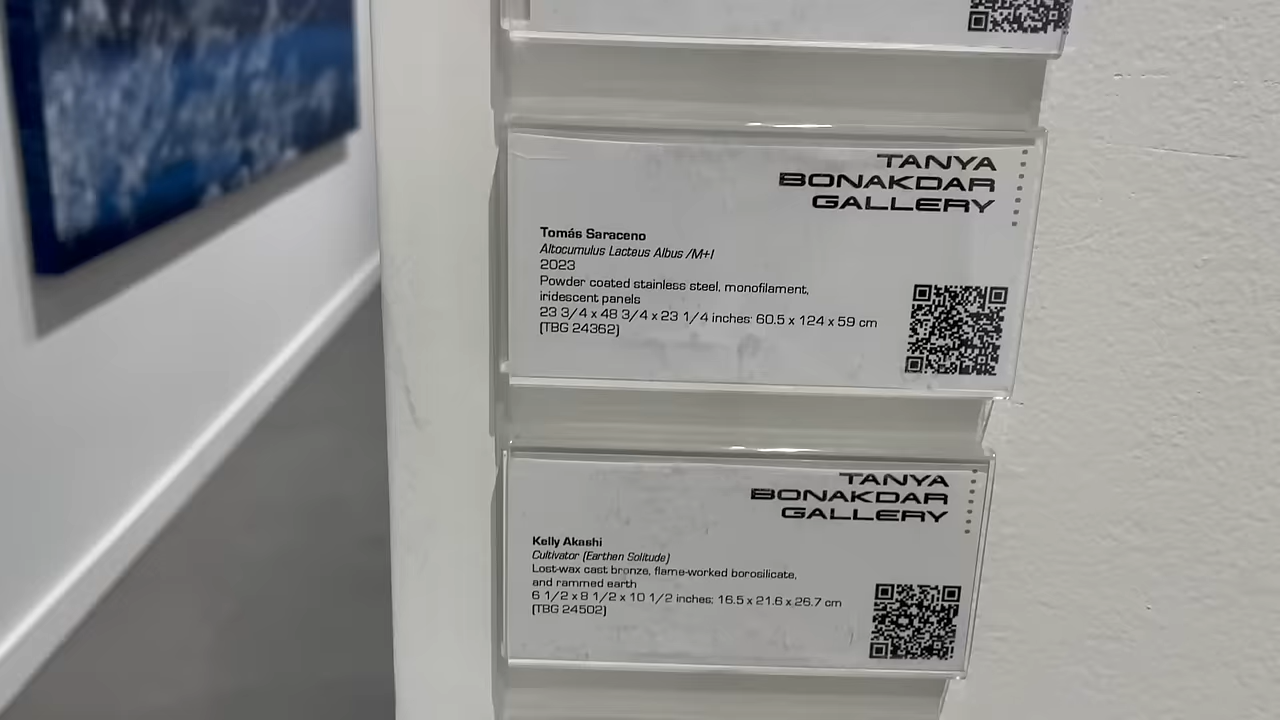 TANYA
BONAKDAR
GALLERY
Tomás Saraceno
Altocumulus Lacteus Albus /M+I
2023
Powder coated stainless steel, monofilament,
iridescent panels
23 3/4 x 48 3/4 x 23 1/4 inches; 60.5 x 124 x 59 cm
(TBG 24362)
TANYA
BONAKDAR
GALLERY
Kelly Akashi
Cultivator (Earthen Solitude)
Lost-wax cast bronze, flame-worked borosilicate,
and rammed earth
6 1/2 x 8 1/2 x 10 1/2 inches; 16.5 x 21.6 x 26.7 cm
(TBG 24502)